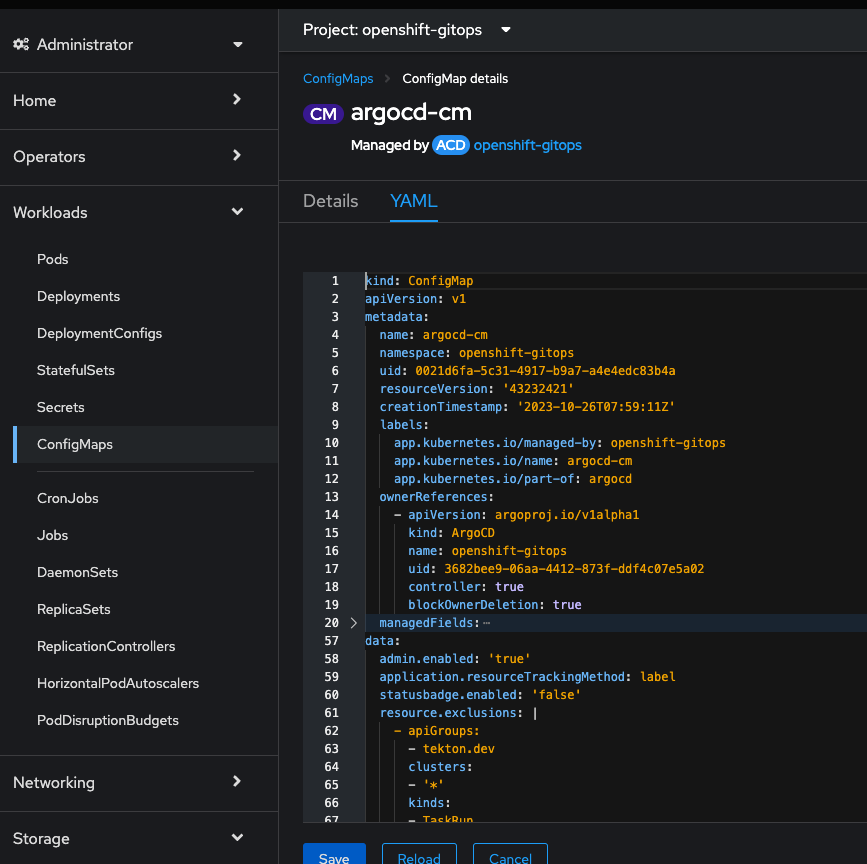 Administrator
Home
Operators
Workloads
Pods
Deployments
DeploymentConfigs
StatefulSets
Secrets
ConfigMaps
CronJobs
Jobs
DaemonSets
ReplicaSets
ReplicationControllers
HorizontalPodAutoscalers
PodDisruptionBudgets
Networking
Storage
Project: openshift-gitops
ConfigMaps > ConfigMap details
CM argocd-cm
Managed by ACD openshift-gitops
Details YAML
1 kind: ConfigMap
2 apiVersion: v1
3 metadata:
4 name: argocd-cm
5 namespace: openshift-gitops
6 uid: 0021d6fa-5c31-4917-b9a7-a4e4edc83b4a
7 resourceVersion: '43232421'
8 creationTimestamp: '2023-10-26T07:59:11Z'
9 labels:
10 app.kubernetes.io/managed-by: openshift-gitops
11 app.kubernetes.io/name: argocd-cm
12 app.kubernetes.io/part-of: argocd
13 ownerReferences:
14 - apiVersion: argoproj.io/v1alpha1
15 kind: ArgoCD
16 name: openshift-gitops
17 uid: 3682bee9-06aa-4412-873f-ddf4c07e5a02
18 controller: true
19 blockOwnerDeletion: true
20 > managedFields:⋯
57 data:
58 admin.enabled: 'true'
59 application.resourceTrackingMethod: label
60 statusbadge.enabled: 'false'
61 resource.exclusions: |
62 - apiGroups:
63 - tekton.dev
64 clusters:
65 - '*'
66 kinds:
67 - TaskRun
Save Reload Cancel